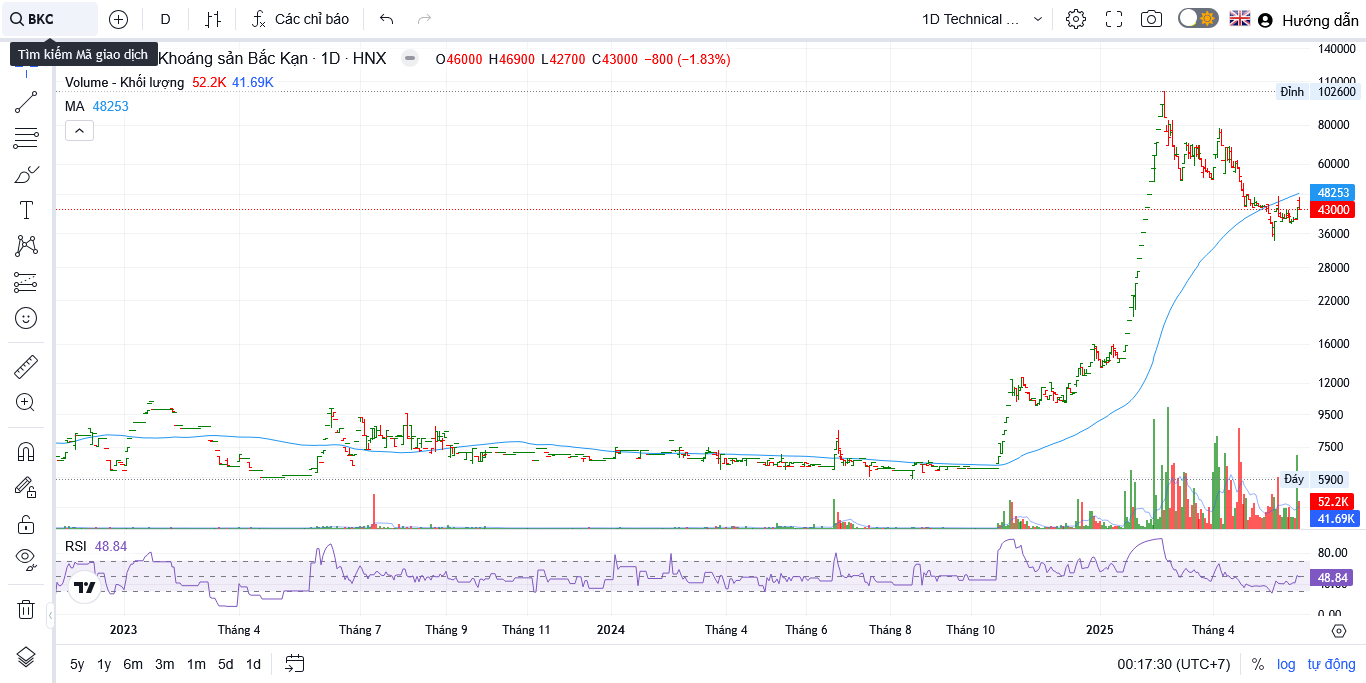 BKC D Các chỉ báo 1D Technical ... Hướng dẫn
Tìm kiếm Mã giao dịch
Khoáng sản Bắc Kạn · 1D · HNX O46000 H46900 L42700 C43000 −800 (−1.83%)
Volume - Khối lượng 52.2K 41.69K
MA 48253
140000
110000
Đỉnh 102600
80000
60000
48253
43000
36000
28000
22000
16000
12000
9500
7500
Đáy 5900
52.2K
41.69K
RSI 48.84
80.00
48.84
40.00
0.00
2023 Tháng 4 Tháng 7 Tháng 9 Tháng 11 2024 Tháng 4 Tháng 6 Tháng 8 Tháng 10 2025 Tháng 4
5y 1y 6m 3m 1m 5d 1d 00:17:30 (UTC+7) % log tự động